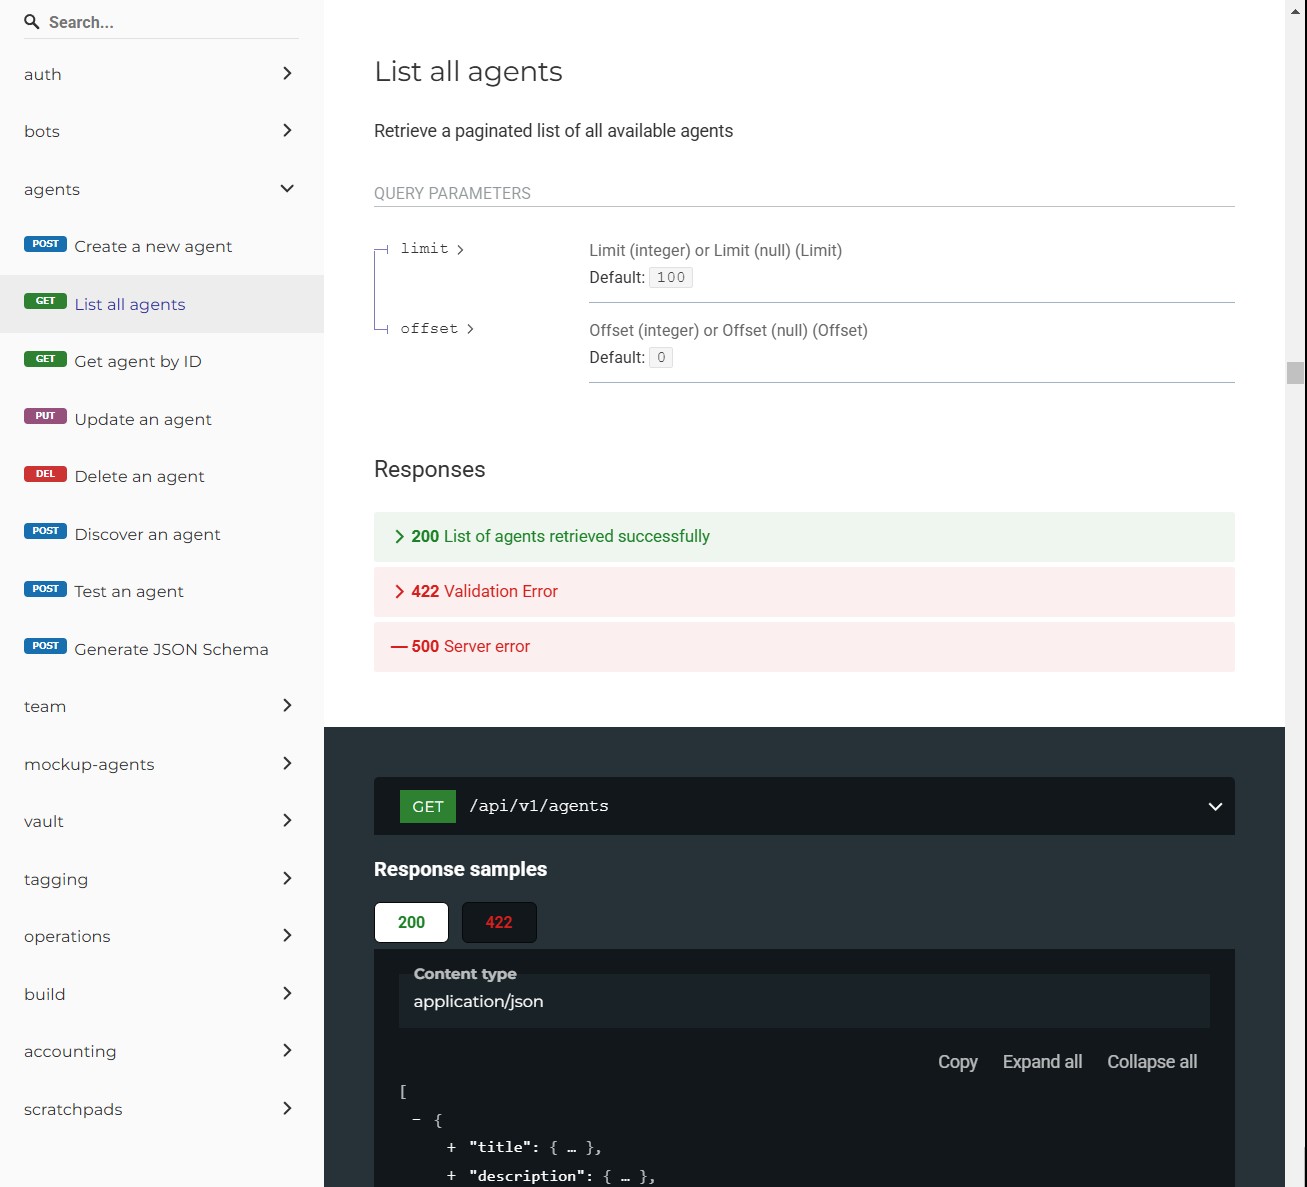 Search...
auth
bots
agents
POST Create a new agent
GET List all agents
GET Get agent by ID
PUT Update an agent
DEL Delete an agent
POST Discover an agent
POST Test an agent
POST Generate JSON Schema
team
mockup-agents
vault
tagging
operations
build
accounting
scratchpads
List all agents
Retrieve a paginated list of all available agents
QUERY PARAMETERS
limit
Limit (integer) or Limit (null) (Limit)
Default: 100
offset
Offset (integer) or Offset (null) (Offset)
Default: 0
Responses
200 List of agents retrieved successfully
422 Validation Error
— 500 Server error
GET /api/v1/agents
Response samples
200 422
Content type
application/json
Copy Expand all Collapse all
[
− {
+ "title": { … },
+ "description": { … },